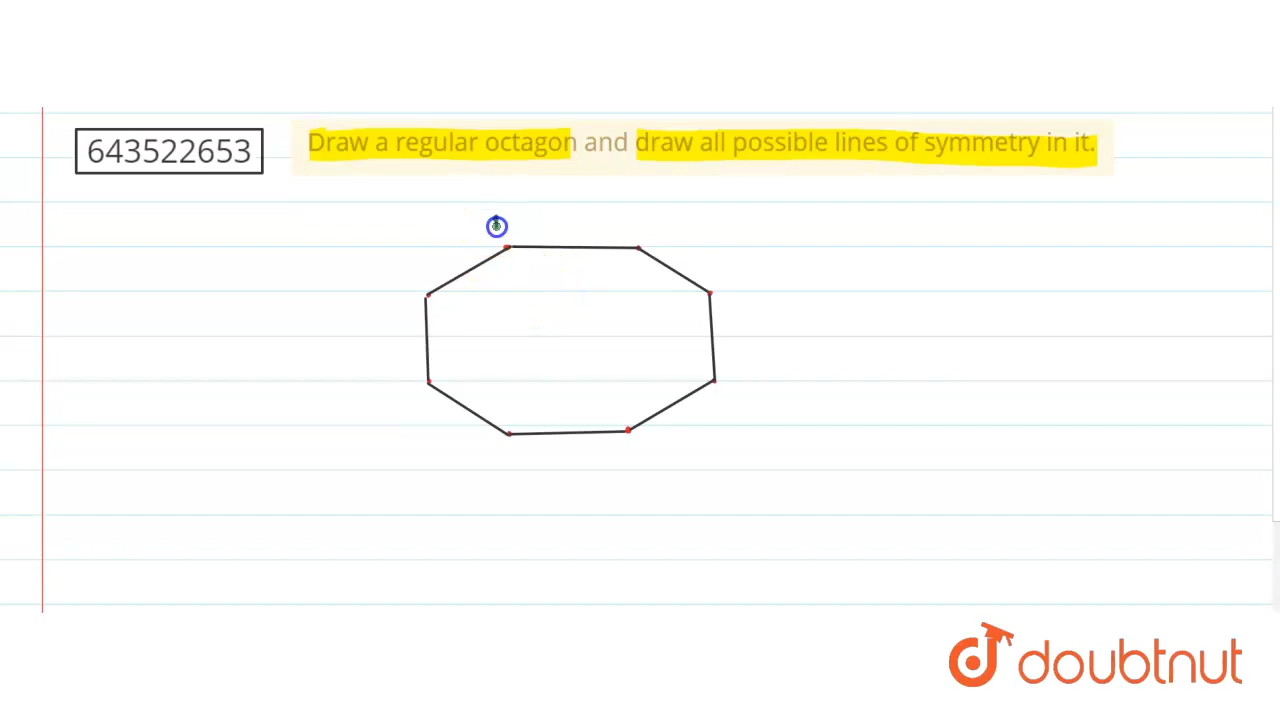 643522653
Draw a regular octagon and draw all possible lines of symmetry in it.
doubtnut